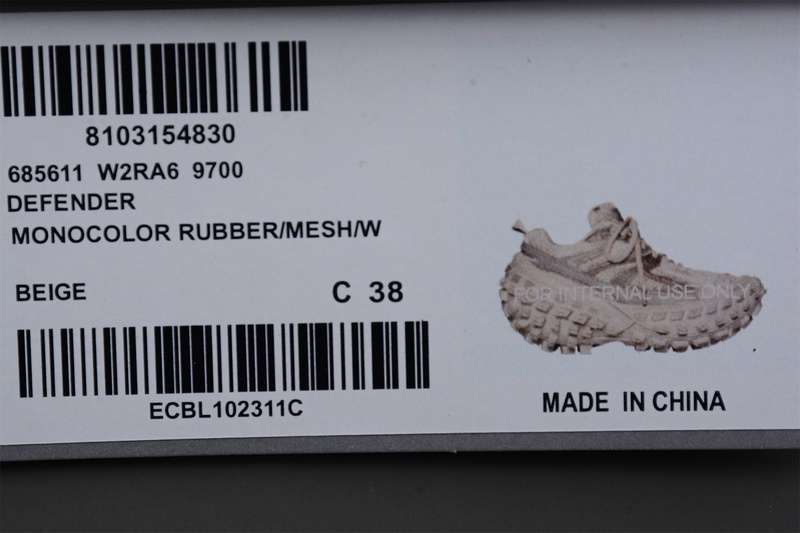 8103154830
685611 W2RA6 9700
DEFENDER
MONOCOLOR RUBBER/MESH/W
BEIGE C 38
ECBL102311C
FOR INTERNAL USE ONLY
MADE IN CHINA